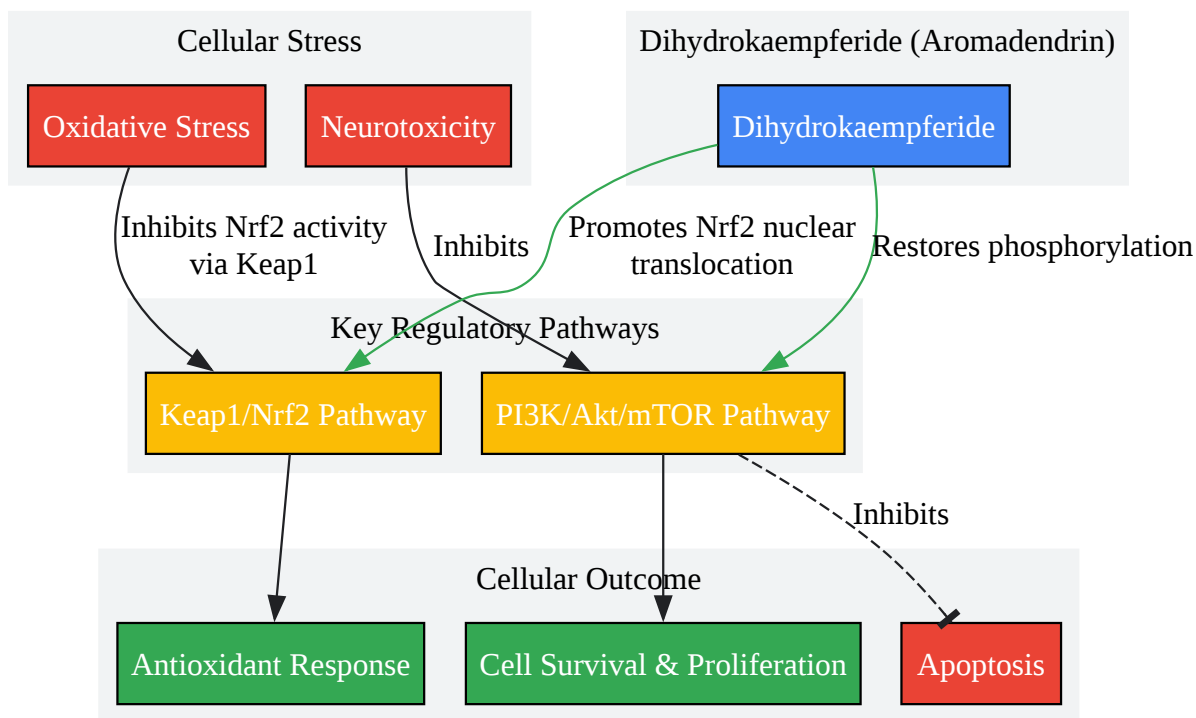 Cellular Stress
Dihydrokaempferide (Aromadendrin)
Oxidative Stress
Neurotoxicity
Dihydrokaempferide
Inhibits Nrf2 activity
via Keap1
Inhibits
Promotes Nrf2 nuclear
translocation
Restores phosphorylation
Key Regulatory Pathways
Keap1/Nrf2 Pathway
PI3K/Akt/mTOR Pathway
Inhibits
Cellular Outcome
Antioxidant Response
Cell Survival & Proliferation
Apoptosis